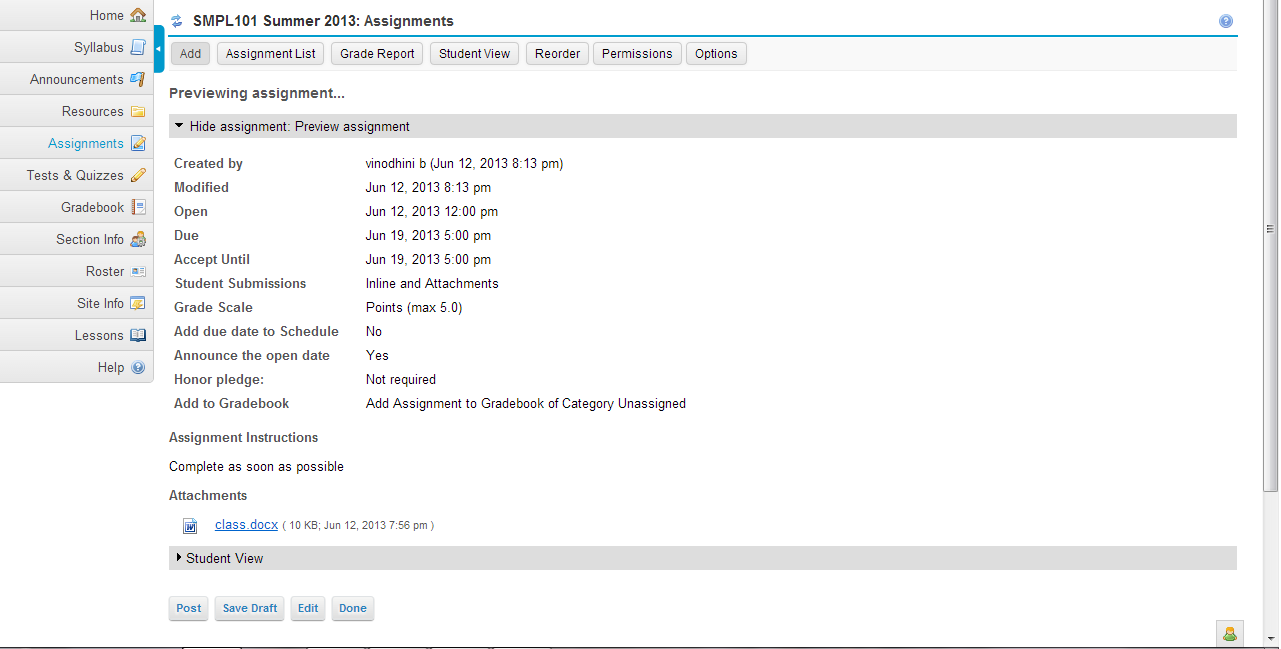 Home
Syllabus
Announcements
Resources
Assignments
Tests & Quizzes
Gradebook
Section Info
Roster
Site Info
Lessons
Help
SMPL101 Summer 2013: Assignments
Add Assignment List Grade Report Student View Reorder Permissions Options
Previewing assignment...
Hide assignment: Preview assignment
Created by vinodhini b (Jun 12, 2013 8:13 pm)
Modified Jun 12, 2013 8:13 pm
Open Jun 12, 2013 12:00 pm
Due Jun 19, 2013 5:00 pm
Accept Until Jun 19, 2013 5:00 pm
Student Submissions Inline and Attachments
Grade Scale Points (max 5.0)
Add due date to Schedule No
Announce the open date Yes
Honor pledge: Not required
Add to Gradebook Add Assignment to Gradebook of Category Unassigned
Assignment Instructions
Complete as soon as possible
Attachments
class.docx ( 10 KB; Jun 12, 2013 7:56 pm )
Student View
Post Save Draft Edit Done